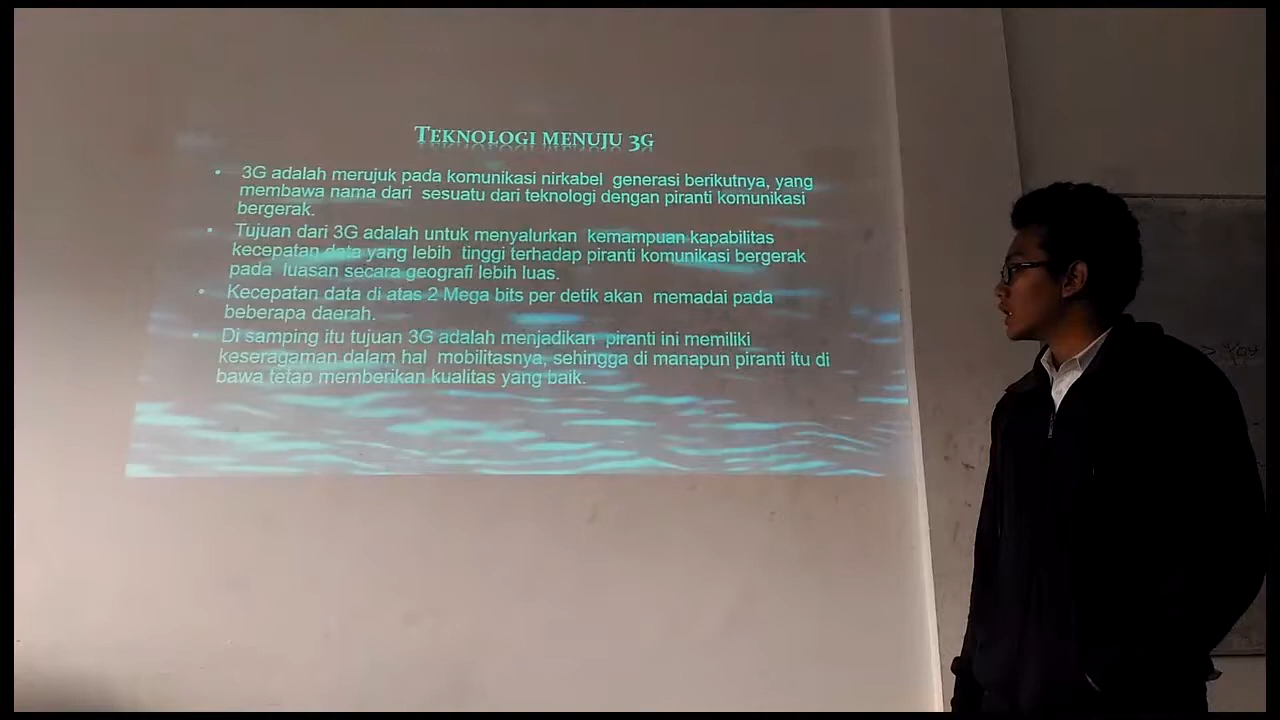 TEKNOLOGI MENUJU 3G
• 3G adalah merujuk pada komunikasi nirkabel generasi berikutnya, yang
membawa nama dari sesuatu dari teknologi dengan piranti komunikasi
bergerak.
• Tujuan dari 3G adalah untuk menyalurkan kemampuan kapabilitas
kecepatan data yang lebih tinggi terhadap piranti komunikasi bergerak
pada luasan secara geografi lebih luas.
• Kecepatan data di atas 2 Mega bits per detik akan memadai pada
beberapa daerah.
• Di samping itu tujuan 3G adalah menjadikan piranti ini memiliki
keseragaman dalam hal mobilitasnya, sehingga di manapun piranti itu di
bawa tetap memberikan kualitas yang baik.